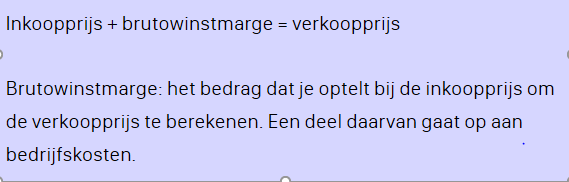 Inkoopprijs + brutowinstmarge = verkoopprijs
Brutowinstmarge: het bedrag dat je optelt bij de inkoopprijs om
de verkoopprijs te berekenen. Een deel daarvan gaat op aan
bedrijfskosten.